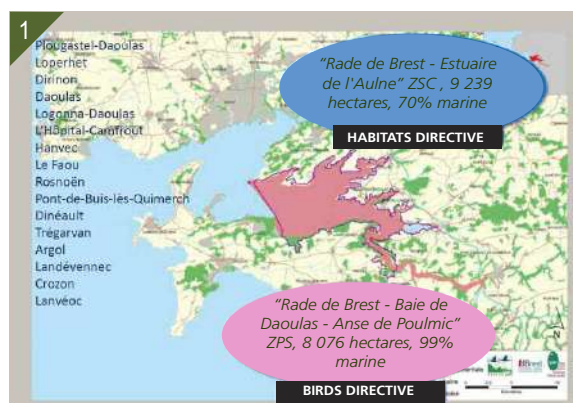 1
Plougastel-Daoulas
Loperhet
Dirinon
Daoulas
Logonna-Daoulas
L'Hôpital-Camfrout
Hanvec
Le Faou
Rosnoën
Pont-de-Buis-lès-Quimerch
Dinéault
Trégarvan
Argol
Landévennec
Crozon
Lanvéoc
"Rade de Brest - Estuaire
de l'Aulne" ZSC , 9 239
hectares, 70% marine
HABITATS DIRECTIVE
"Rade de Brest - Baie de
Daoulas - Anse de Poulmic"
ZPS, 8 076 hectares, 99%
marine
BIRDS DIRECTIVE